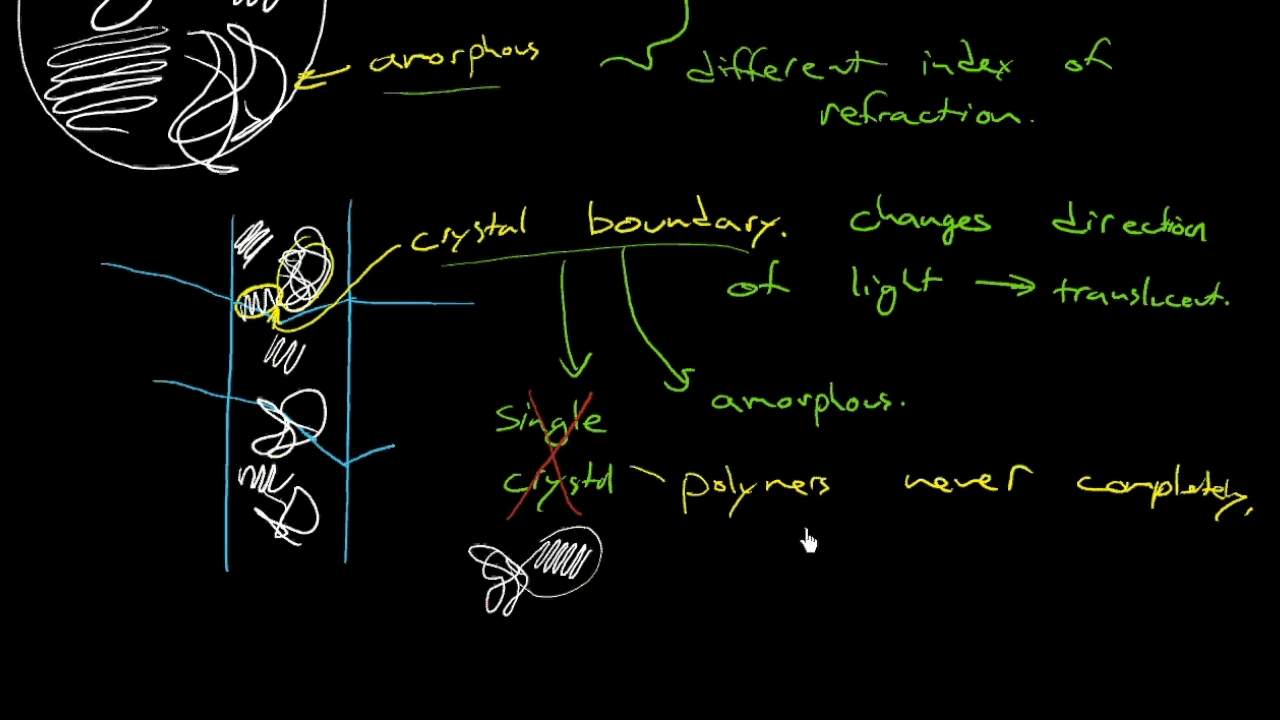 amorphous
different index of
refraction.
crystal boundary. changes direction
of light → translucent.
Single
crystal
amorphous.
polymers never completely,